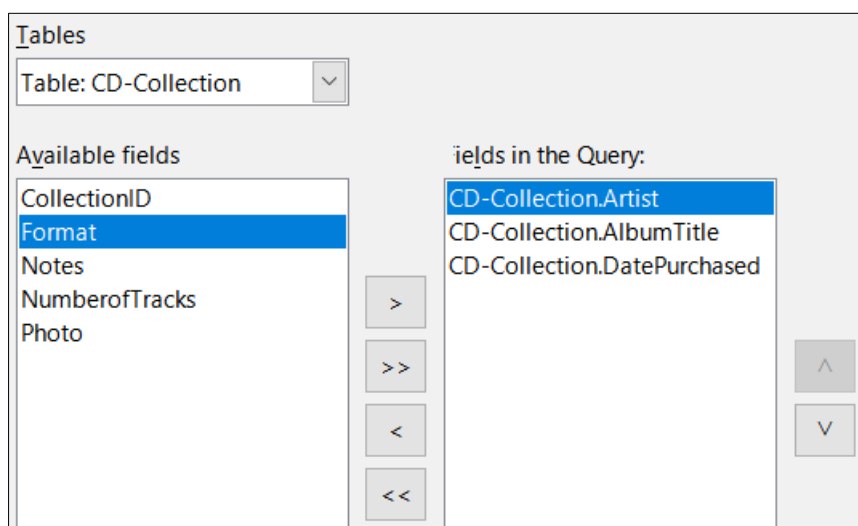 Tables
Table: CD-Collection
Available fields
CollectionID
Format
Notes
NumberofTracks
Photo
>
>>
<
<<
fields in the Query:
CD-Collection.Artist
CD-Collection.AlbumTitle
CD-Collection.DatePurchased